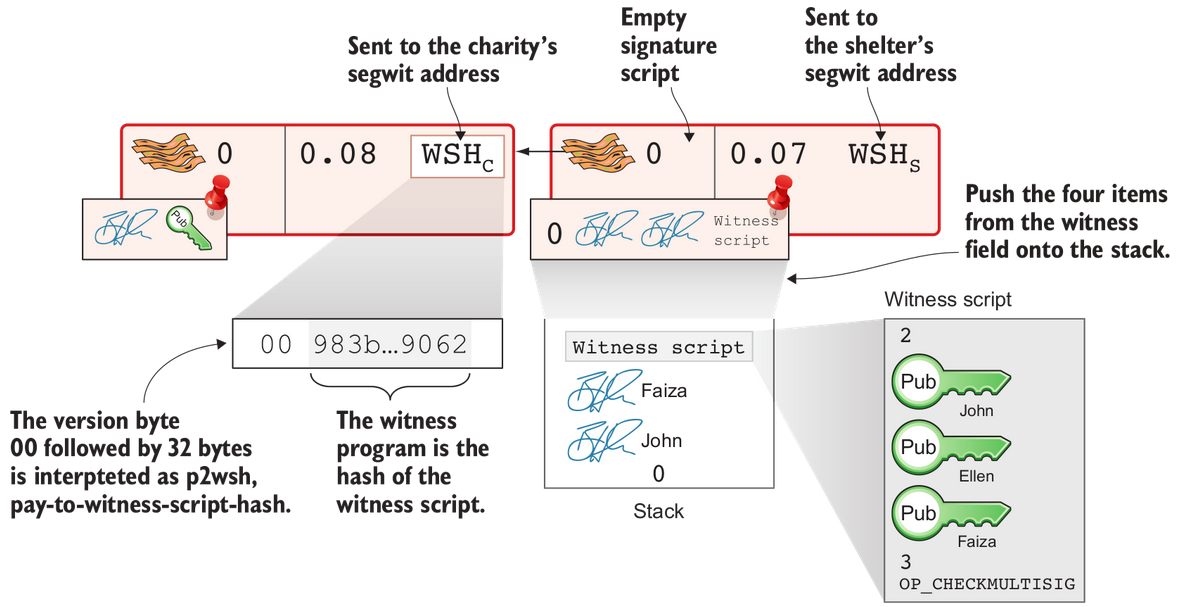 Sent to the charity's
segwit address
Empty
signature
script
Sent to
the shelter's
segwit address
0
0.08
WSHC
0
0.07
WSHS
Pub
0
Witness
script
Push the four items
from the witness
field onto the stack.
00 983b…9062
The version byte
00 followed by 32 bytes
is interpteted as p2wsh,
pay-to-witness-script-hash.
The witness
program is the
hash of the
witness script.
Witness script
Faiza
John
0
Stack
Witness script
2
Pub
John
Pub
Ellen
Pub
Faiza
3
OP_CHECKMULTISIG